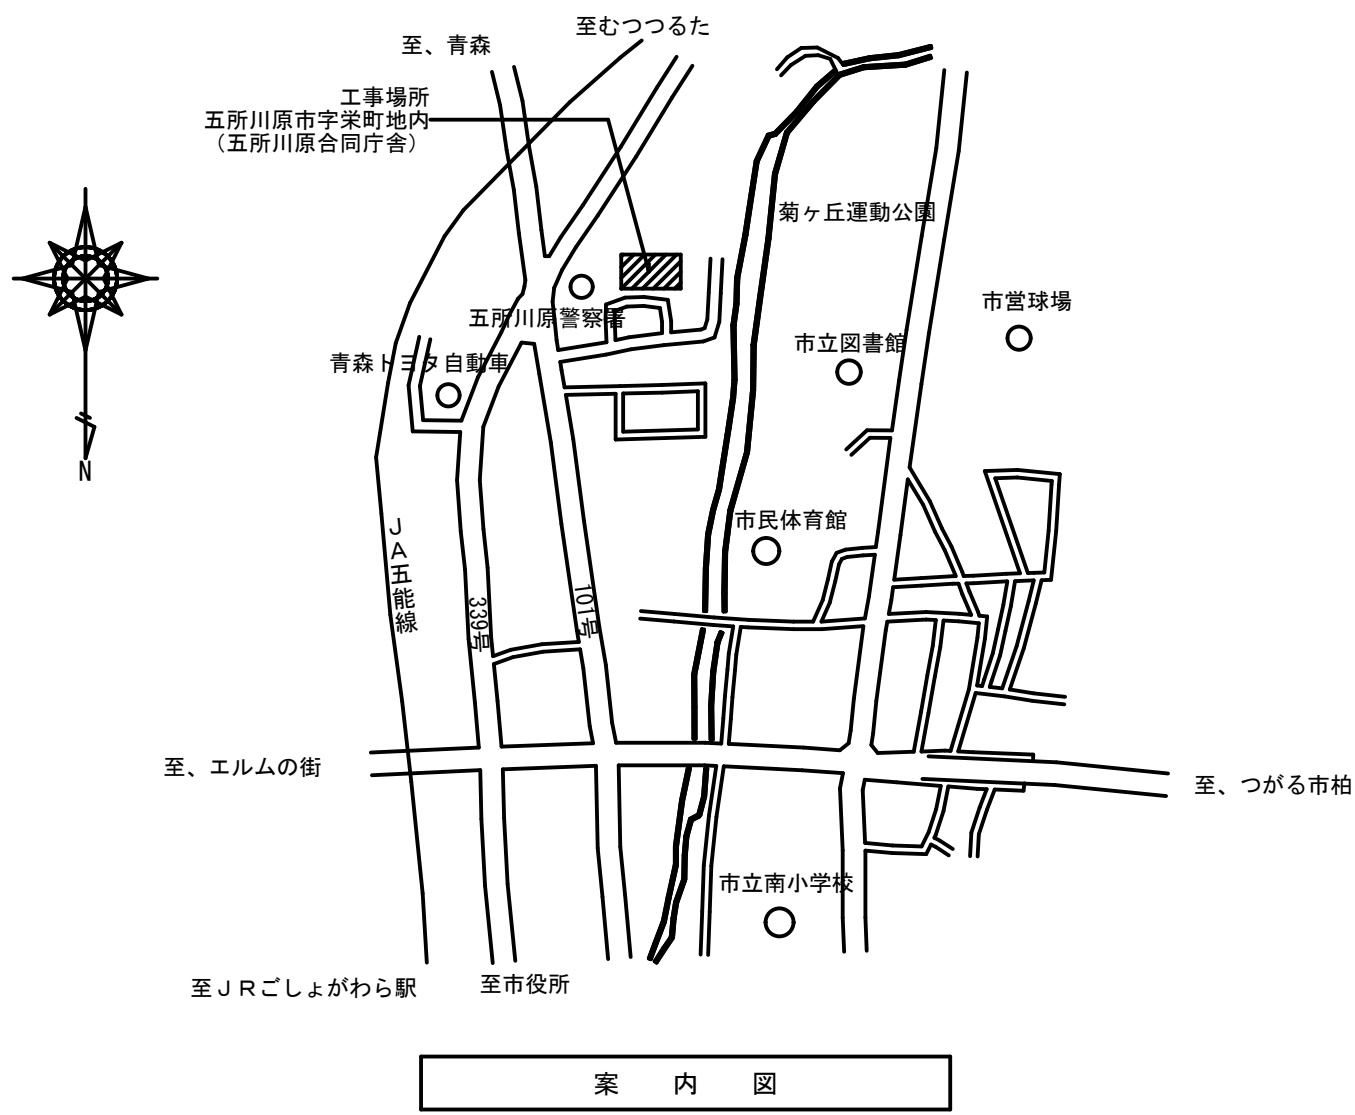 至むつつるた
至、青森
工事場所
五所川原市字栄町地内
（五所川原合同庁舎）
菊ヶ丘運動公園
市営球場
五所川原警察署
市立図書館
青森トヨタ自動車
N
市民体育館
ＪＡ五能線
339号
101号
至、エルムの街
至、つがる市柏
市立南小学校
至ＪＲごしょがわら駅
至市役所
案　内　図